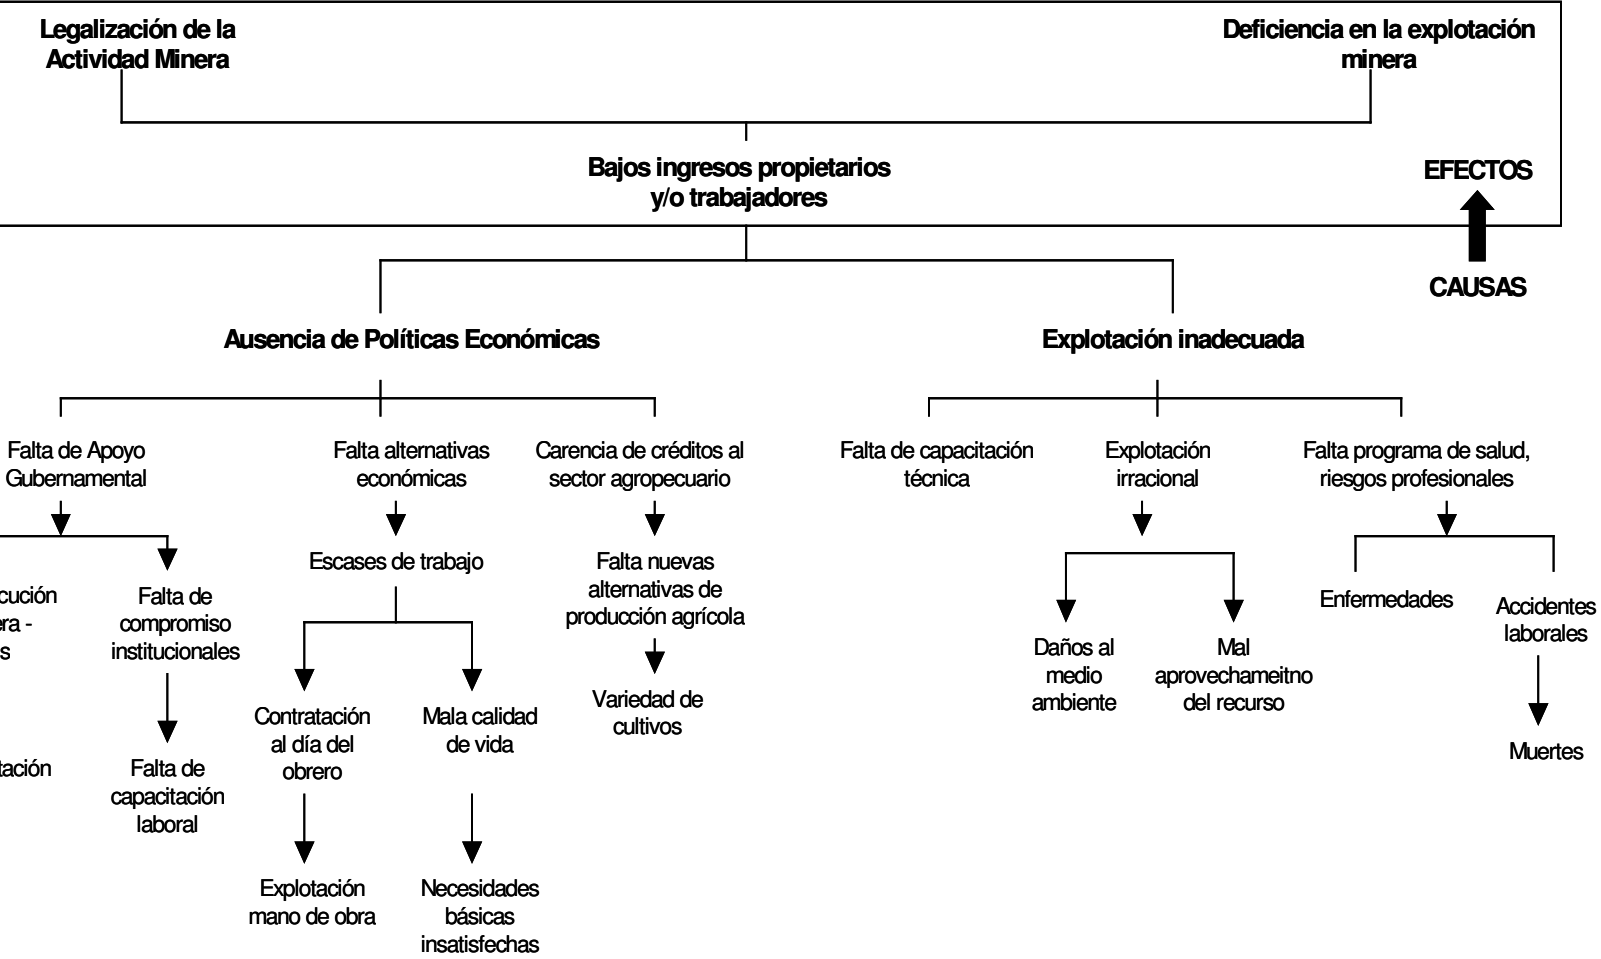 Legalización de la
Actividad Minera
Deficiencia en la explotación
minera
Bajos ingresos propietarios
y/o trabajadores
EFECTOS
CAUSAS
Ausencia de Políticas Económicas
Explotación inadecuada
Falta de Apoyo
Gubernamental
Falta alternativas
económicas
Carencia de créditos al
sector agropecuario
Falta de capacitación
técnica
Explotación
irracional
Falta programa de salud,
riesgos profesionales
Falta de
compromiso
institucionales
Falta de
capacitación
laboral
Escases de trabajo
Contratación
al día del
obrero
Explotación
mano de obra
Mala calidad
de vida
Necesidades
básicas
insatisfechas
Falta nuevas
alternativas de
producción agrícola
Variedad de
cultivos
Daños al
medio
ambiente
Mal
aprovechameitno
del recurso
Enfermedades
Accidentes
laborales
Muertes